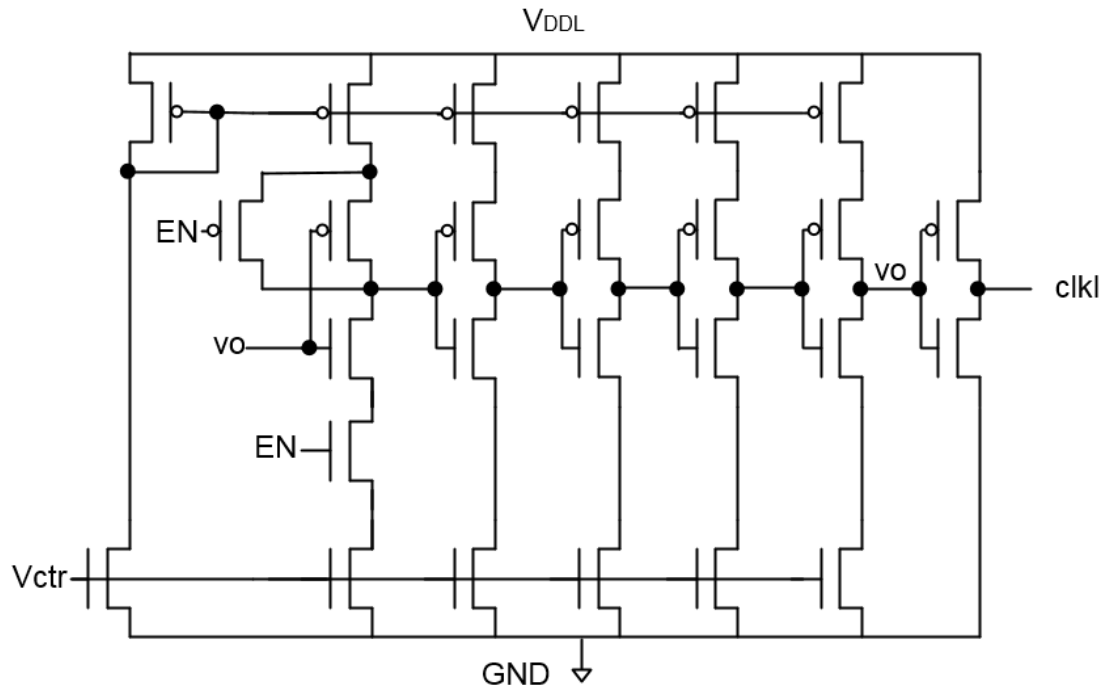 VDDL
EN
vo
clkl
vo
EN
Vctr
GND